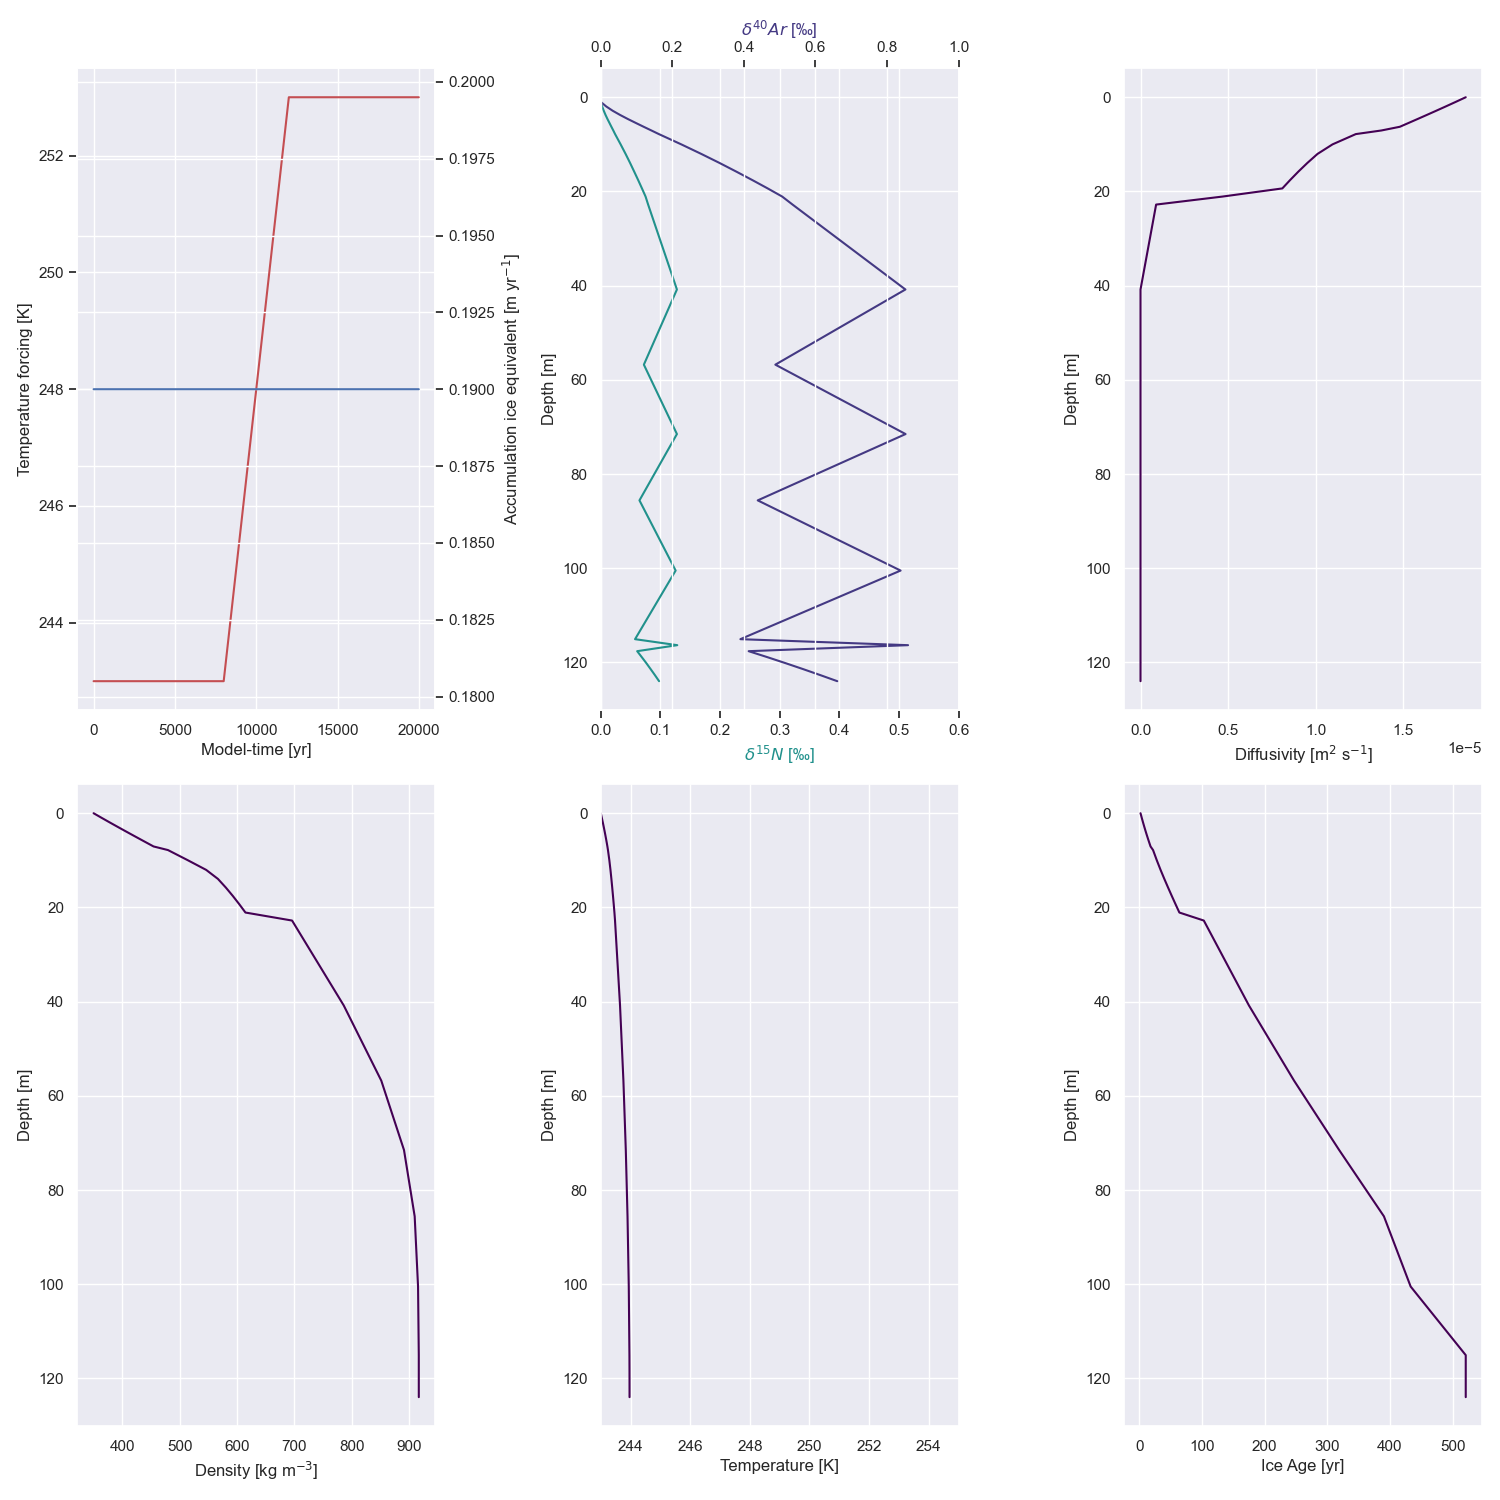 252
250
248
246
244
Temperature forcing [K]
0 5000 10000 15000 20000
Model-time [yr]
0.2000
0.1975
0.1950
0.1925
0.1900
0.1875
0.1850
0.1825
0.1800
Accumulation ice equivalent [m yr⁻¹]
δ⁴⁰Ar [‰]
0.0 0.2 0.4 0.6 0.8 1.0
0
20
40
60
80
100
120
Depth [m]
0.0 0.1 0.2 0.3 0.4 0.5 0.6
δ¹⁵N [‰]
0
20
40
60
80
100
120
Depth [m]
0.0 0.5 1.0 1.5
1e−5
Diffusivity [m² s⁻¹]
0
20
40
60
80
100
120
Depth [m]
400 500 600 700 800 900
Density [kg m⁻³]
0
20
40
60
80
100
120
Depth [m]
244 246 248 250 252 254
Temperature [K]
0
20
40
60
80
100
120
Depth [m]
0 100 200 300 400 500
Ice Age [yr]